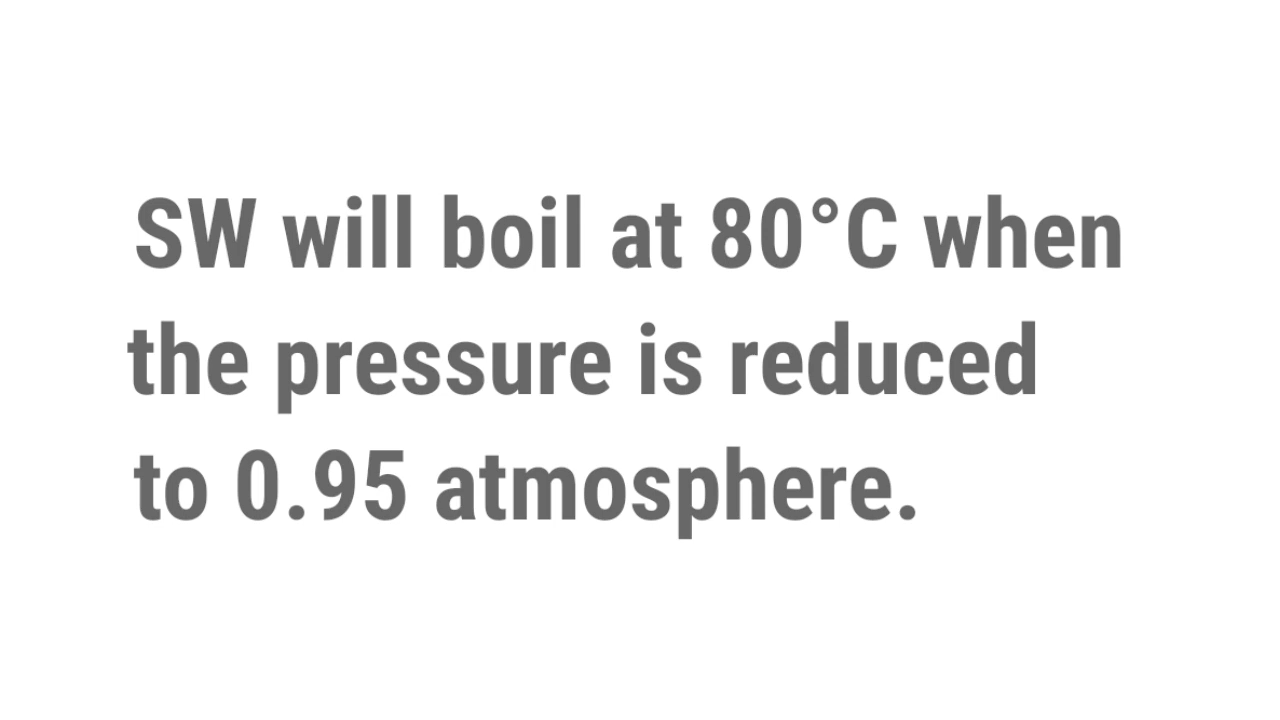 SW will boil at 80°C when
the pressure is reduced
to 0.95 atmosphere.